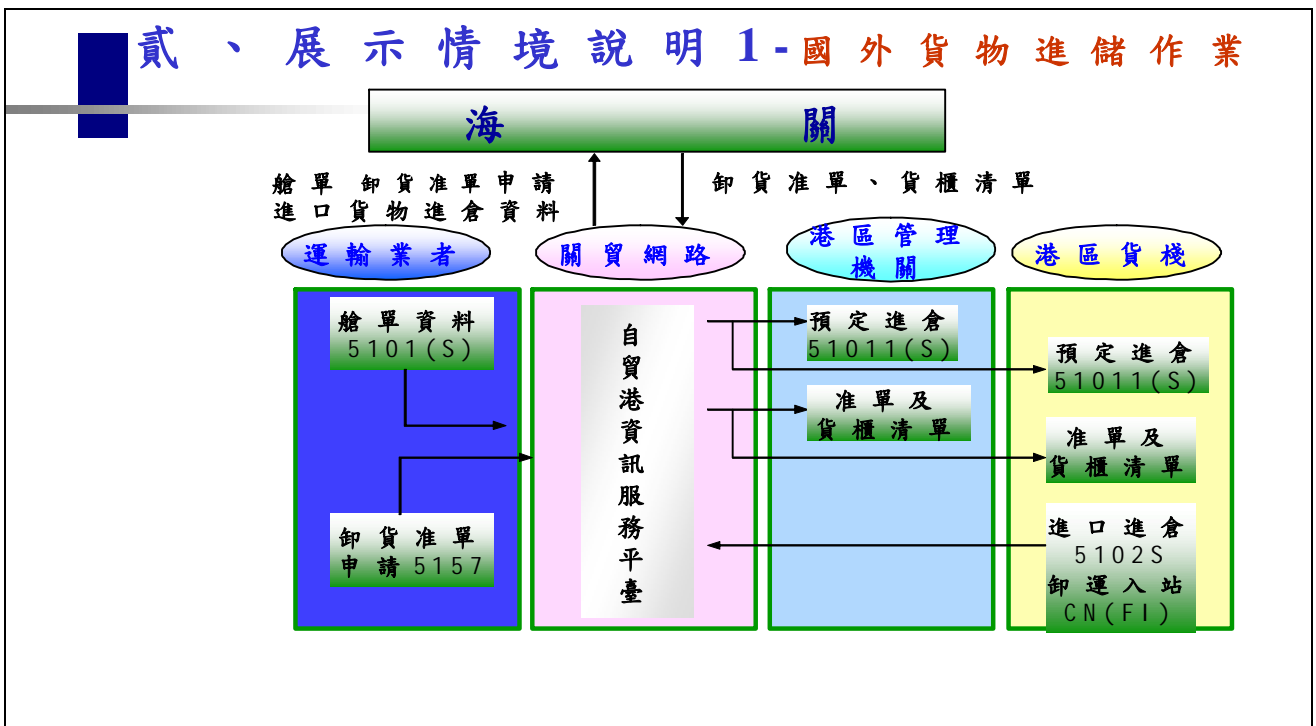 貳、展示情境說明1-國外貨物進儲作業
海關
艙單 卸貨准單申請
進口貨物進倉資料
卸貨准單、貨櫃清單
運輸業者
關貿網路
港區管理
機關
港區貨棧
艙單資料
5101(S)
卸貨准單
申請5157
自貿港資訊服務平臺
預定進倉
51011(S)
准單及
貨櫃清單
預定進倉
51011(S)
准單及
貨櫃清單
進口進倉
5102S
卸運入站
CN(FI)